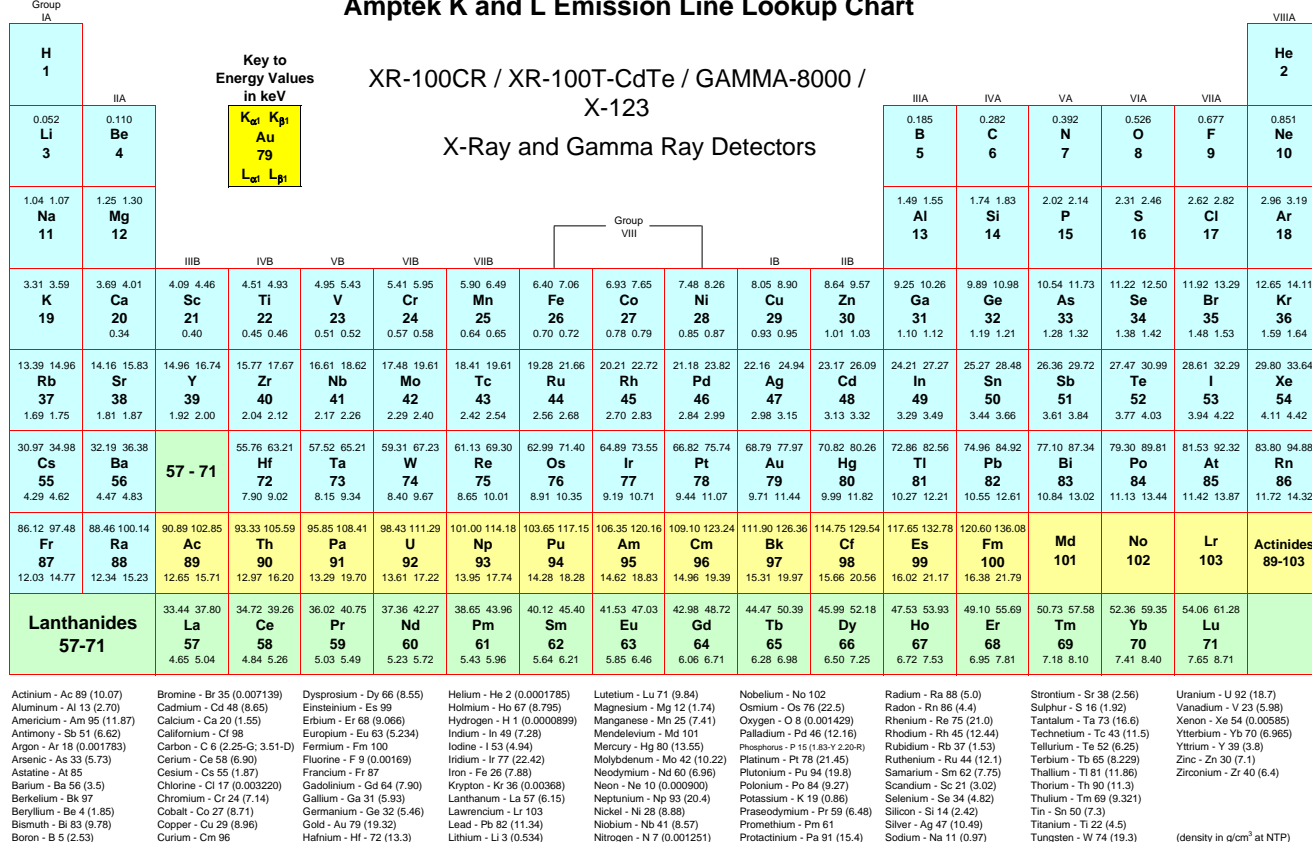 Amptek K and L Emission Line Lookup Chart
Group
IA
VIIIA
H
1
Key to
Energy Values
in keV
Kα1 Kβ1
Au
79
Lα1 Lβ1
XR-100CR / XR-100T-CdTe / GAMMA-8000 /
X-123
X-Ray and Gamma Ray Detectors
He
2
IIA IIIA IVA VA VIA VIIA
0.052 0.110 0.185 0.282 0.392 0.526 0.677 0.851
Li Be B C N O F Ne
3 4 5 6 7 8 9 10
1.04 1.07 1.25 1.30 1.49 1.55 1.74 1.83 2.02 2.14 2.31 2.46 2.62 2.82 2.96 3.19
Na Mg Al Si P S Cl Ar
11 12 13 14 15 16 17 18
Group
VIII
IIIB IVB VB VIB VIIB IB IIB
3.31 3.59 3.69 4.01 4.09 4.46 4.51 4.93 4.95 5.43 5.41 5.95 5.90 6.49 6.40 7.06 6.93 7.65 7.48 8.26 8.05 8.90 8.64 9.57 9.25 10.26 9.89 10.98 10.54 11.73 11.22 12.50 11.92 13.29 12.65 14.11
K Ca Sc Ti V Cr Mn Fe Co Ni Cu Zn Ga Ge As Se Br Kr
19 20 21 22 23 24 25 26 27 28 29 30 31 32 33 34 35 36
0.34 0.40 0.45 0.46 0.51 0.52 0.57 0.58 0.64 0.65 0.70 0.72 0.78 0.79 0.85 0.87 0.93 0.95 1.01 1.03 1.10 1.12 1.19 1.21 1.28 1.32 1.38 1.42 1.48 1.53 1.59 1.64
13.39 14.96 14.16 15.83 14.96 16.74 15.77 17.67 16.61 18.62 17.48 19.61 18.41 19.61 19.28 21.66 20.21 22.72 21.18 23.82 22.16 24.94 23.17 26.09 24.21 27.27 25.27 28.48 26.36 29.72 27.47 30.99 28.61 32.29 29.80 33.64
Rb Sr Y Zr Nb Mo Tc Ru Rh Pd Ag Cd In Sn Sb Te I Xe
37 38 39 40 41 42 43 44 45 46 47 48 49 50 51 52 53 54
1.69 1.75 1.81 1.87 1.92 2.00 2.04 2.12 2.17 2.26 2.29 2.40 2.42 2.54 2.56 2.68 2.70 2.83 2.84 2.99 2.98 3.15 3.13 3.32 3.29 3.49 3.44 3.66 3.61 3.84 3.77 4.03 3.94 4.22 4.11 4.42
30.97 34.98 32.19 36.38 55.76 63.21 57.52 65.21 59.31 67.23 61.13 69.30 62.99 71.40 64.89 73.55 66.82 75.74 68.79 77.97 70.82 80.26 72.86 82.56 74.96 84.92 77.10 87.34 79.30 89.81 81.53 92.32 83.80 94.88
Cs Ba 57 - 71 Hf Ta W Re Os Ir Pt Au Hg Tl Pb Bi Po At Rn
55 56 72 73 74 75 76 77 78 79 80 81 82 83 84 85 86
4.29 4.62 4.47 4.83 7.90 9.02 8.15 9.34 8.40 9.67 8.65 10.01 8.91 10.35 9.19 10.71 9.44 11.07 9.71 11.44 9.99 11.82 10.27 12.21 10.55 12.61 10.84 13.02 11.13 13.44 11.42 13.87 11.72 14.32
86.12 97.48 88.46 100.14 90.89 102.85 93.33 105.59 95.85 108.41 98.43 111.29 101.00 114.18 103.65 117.15 106.35 120.16 109.10 123.24 111.90 126.36 114.75 129.54 117.65 132.78 120.60 136.08
Fr Ra Ac Th Pa U Np Pu Am Cm Bk Cf Es Fm Md No Lr Actinides
87 88 89 90 91 92 93 94 95 96 97 98 99 100 101 102 103 89-103
12.03 14.77 12.34 15.23 12.65 15.71 12.97 16.20 13.29 19.70 13.61 17.22 13.95 17.74 14.28 18.28 14.62 18.83 14.96 19.39 15.31 19.97 15.66 20.56 16.02 21.17 16.38 21.79
33.44 37.80 34.72 39.26 36.02 40.75 37.36 42.27 38.65 43.96 40.12 45.40 41.53 47.03 42.98 48.72 44.47 50.39 45.99 52.18 47.53 53.93 49.10 55.69 50.73 57.58 52.36 59.35 54.06 61.28
Lanthanides La Ce Pr Nd Pm Sm Eu Gd Tb Dy Ho Er Tm Yb Lu
57-71 57 58 59 60 61 62 63 64 65 66 67 68 69 70 71
4.65 5.04 4.84 5.26 5.03 5.49 5.23 5.72 5.43 5.96 5.64 6.21 5.85 6.46 6.06 6.71 6.28 6.98 6.50 7.25 6.72 7.53 6.95 7.81 7.18 8.10 7.41 8.40 7.65 8.71
Actinium - Ac 89 (10.07)
Aluminum - Al 13 (2.70)
Americium - Am 95 (11.87)
Antimony - Sb 51 (6.62)
Argon - Ar 18 (0.001783)
Arsenic - As 33 (5.73)
Astatine - At 85
Barium - Ba 56 (3.5)
Berkelium - Bk 97
Beryllium - Be 4 (1.85)
Bismuth - Bi 83 (9.78)
Boron - B 5 (2.53)
Bromine - Br 35 (0.007139)
Cadmium - Cd 48 (8.65)
Calcium - Ca 20 (1.55)
Californium - Cf 98
Carbon - C 6 (2.25-G; 3.51-D)
Cerium - Ce 58 (6.90)
Cesium - Cs 55 (1.87)
Chlorine - Cl 17 (0.003220)
Chromium - Cr 24 (7.14)
Cobalt - Co 27 (8.71)
Copper - Cu 29 (8.96)
Curium - Cm 96
Dysprosium - Dy 66 (8.55)
Einsteinium - Es 99
Erbium - Er 68 (9.066)
Europium - Eu 63 (5.234)
Fermium - Fm 100
Fluorine - F 9 (0.00169)
Francium - Fr 87
Gadolinium - Gd 64 (7.90)
Gallium - Ga 31 (5.93)
Germanium - Ge 32 (5.46)
Gold - Au 79 (19.32)
Hafnium - Hf - 72 (13.3)
Helium - He 2 (0.0001785)
Holmium - Ho 67 (8.795)
Hydrogen - H 1 (0.0000899)
Indium - In 49 (7.28)
Iodine - I 53 (4.94)
Iridium - Ir 77 (22.42)
Iron - Fe 26 (7.88)
Krypton - Kr 36 (0.00368)
Lanthanum - La 57 (6.15)
Lawrencium - Lr 103
Lead - Pb 82 (11.34)
Lithium - Li 3 (0.534)
Lutetium - Lu 71 (9.84)
Magnesium - Mg 12 (1.74)
Manganese - Mn 25 (7.41)
Mendelevium - Md 101
Mercury - Hg 80 (13.55)
Molybdenum - Mo 42 (10.22)
Neodymium - Nd 60 (6.96)
Neon - Ne 10 (0.000900)
Neptunium - Np 93 (20.4)
Nickel - Ni 28 (8.88)
Niobium - Nb 41 (8.57)
Nitrogen - N 7 (0.001251)
Nobelium - No 102
Osmium - Os 76 (22.5)
Oxygen - O 8 (0.001429)
Palladium - Pd 46 (12.16)
Phosphorus - P 15 (1.83-Y 2.20-R)
Platinum - Pt 78 (21.45)
Plutonium - Pu 94 (19.8)
Polonium - Po 84 (9.27)
Potassium - K 19 (0.86)
Praseodymium - Pr 59 (6.48)
Promethium - Pm 61
Protactinium - Pa 91 (15.4)
Radium - Ra 88 (5.0)
Radon - Rn 86 (4.4)
Rhenium - Re 75 (21.0)
Rhodium - Rh 45 (12.44)
Rubidium - Rb 37 (1.53)
Ruthenium - Ru 44 (12.1)
Samarium - Sm 62 (7.75)
Scandium - Sc 21 (3.02)
Selenium - Se 34 (4.82)
Silicon - Si 14 (2.42)
Silver - Ag 47 (10.49)
Sodium - Na 11 (0.97)
Strontium - Sr 38 (2.56)
Sulphur - S 16 (1.92)
Tantalum - Ta 73 (16.6)
Technetium - Tc 43 (11.5)
Tellurium - Te 52 (6.25)
Terbium - Tb 65 (8.229)
Thallium - Tl 81 (11.86)
Thorium - Th 90 (11.3)
Thulium - Tm 69 (9.321)
Tin - Sn 50 (7.3)
Titanium - Ti 22 (4.5)
Tungsten - W 74 (19.3)
Uranium - U 92 (18.7)
Vanadium - V 23 (5.98)
Xenon - Xe 54 (0.00585)
Ytterbium - Yb 70 (6.965)
Yttrium - Y 39 (3.8)
Zinc - Zn 30 (7.1)
Zirconium - Zr 40 (6.4)
(density in g/cm³ at NTP)